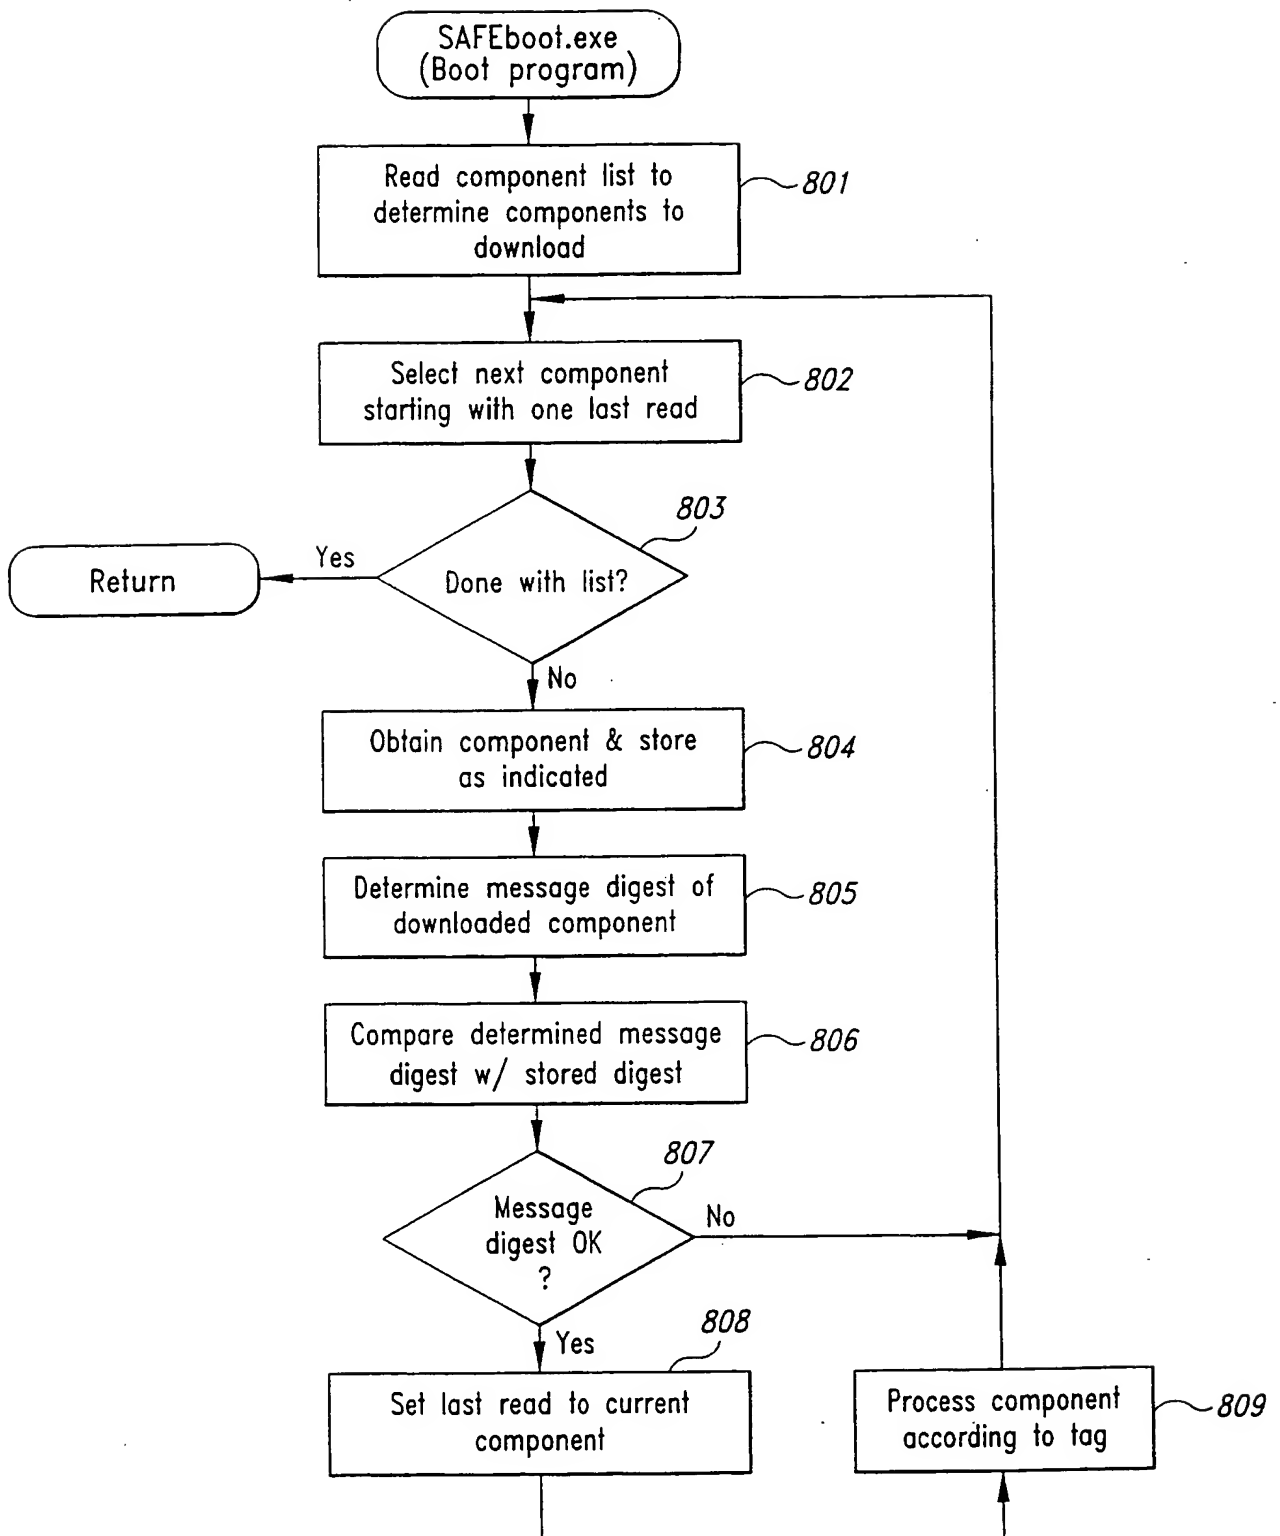 SAFEboot.exe
(Boot program)
Read component list to
determine components to
download
801
Select next component
starting with one last read
802
803
Done with list?
Yes
Return
No
Obtain component & store
as indicated
804
Determine message digest of
downloaded component
805
Compare determined message
digest w/ stored digest
806
807
Message
digest OK
?
No
Yes
808
Set last read to current
component
Process component
according to tag
809